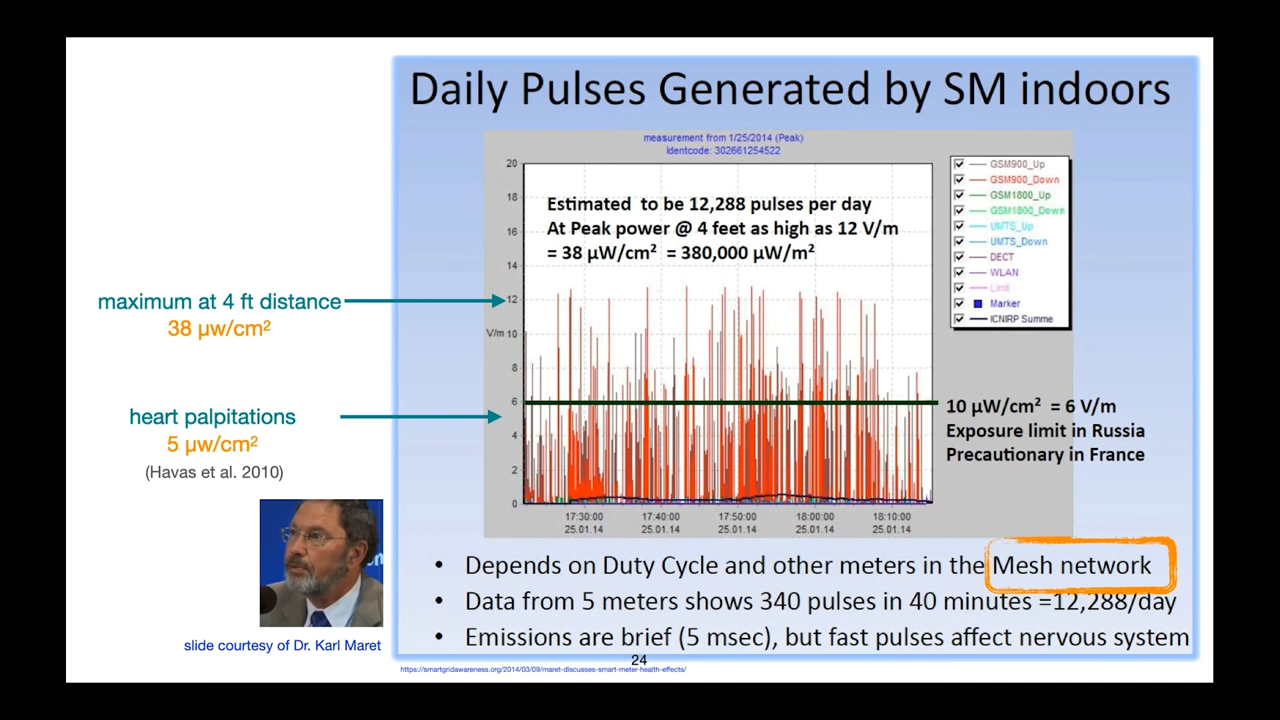 Daily Pulses Generated by SM indoors
measurement from 1/25/2014 (Peak)
Identcode: 302661254522
20
18
16
14
12
V/m 10
8
6
4
2
0
Estimated to be 12,288 pulses per day
At Peak power @ 4 feet as high as 12 V/m
= 38 µW/cm² = 380,000 µW/m²
GSM900_Up
GSM900_Down
GSM1800_Up
GSM1800_Down
UMTS_Up
UMTS_Down
DECT
WLAN
Limit
Marker
ICNIRP Summe
maximum at 4 ft distance
38 µw/cm²
heart palpitations
5 µw/cm²
(Havas et al. 2010)
10 µW/cm² = 6 V/m
Exposure limit in Russia
Precautionary in France
17:30:00 17:40:00 17:50:00 18:00:00 18:10:00
25.01.14 25.01.14 25.01.14 25.01.14 25.01.14
• Depends on Duty Cycle and other meters in the Mesh network
• Data from 5 meters shows 340 pulses in 40 minutes =12,288/day
• Emissions are brief (5 msec), but fast pulses affect nervous system
slide courtesy of Dr. Karl Maret
24
https://smartgridawareness.org/2014/03/09/maret-discusses-smart-meter-health-effects/